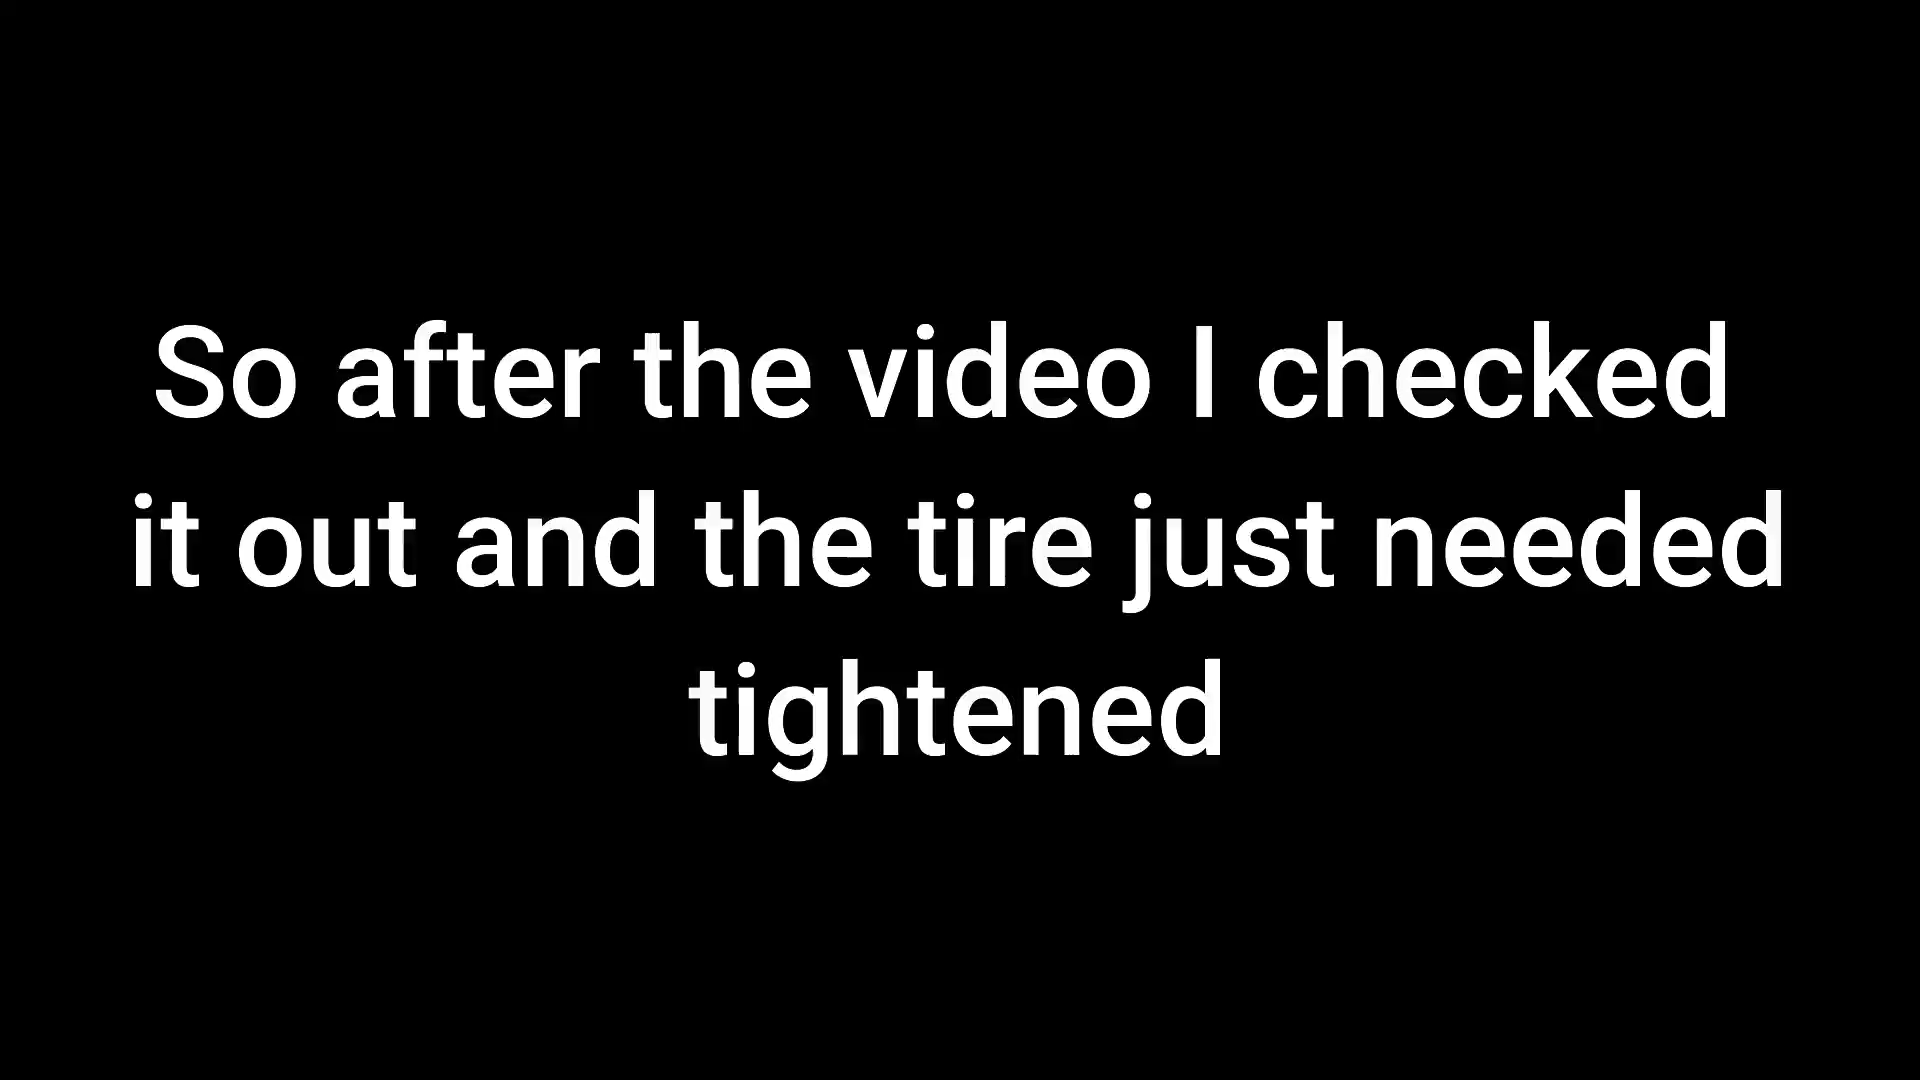 So after the video I checked
it out and the tire just needed
tightened